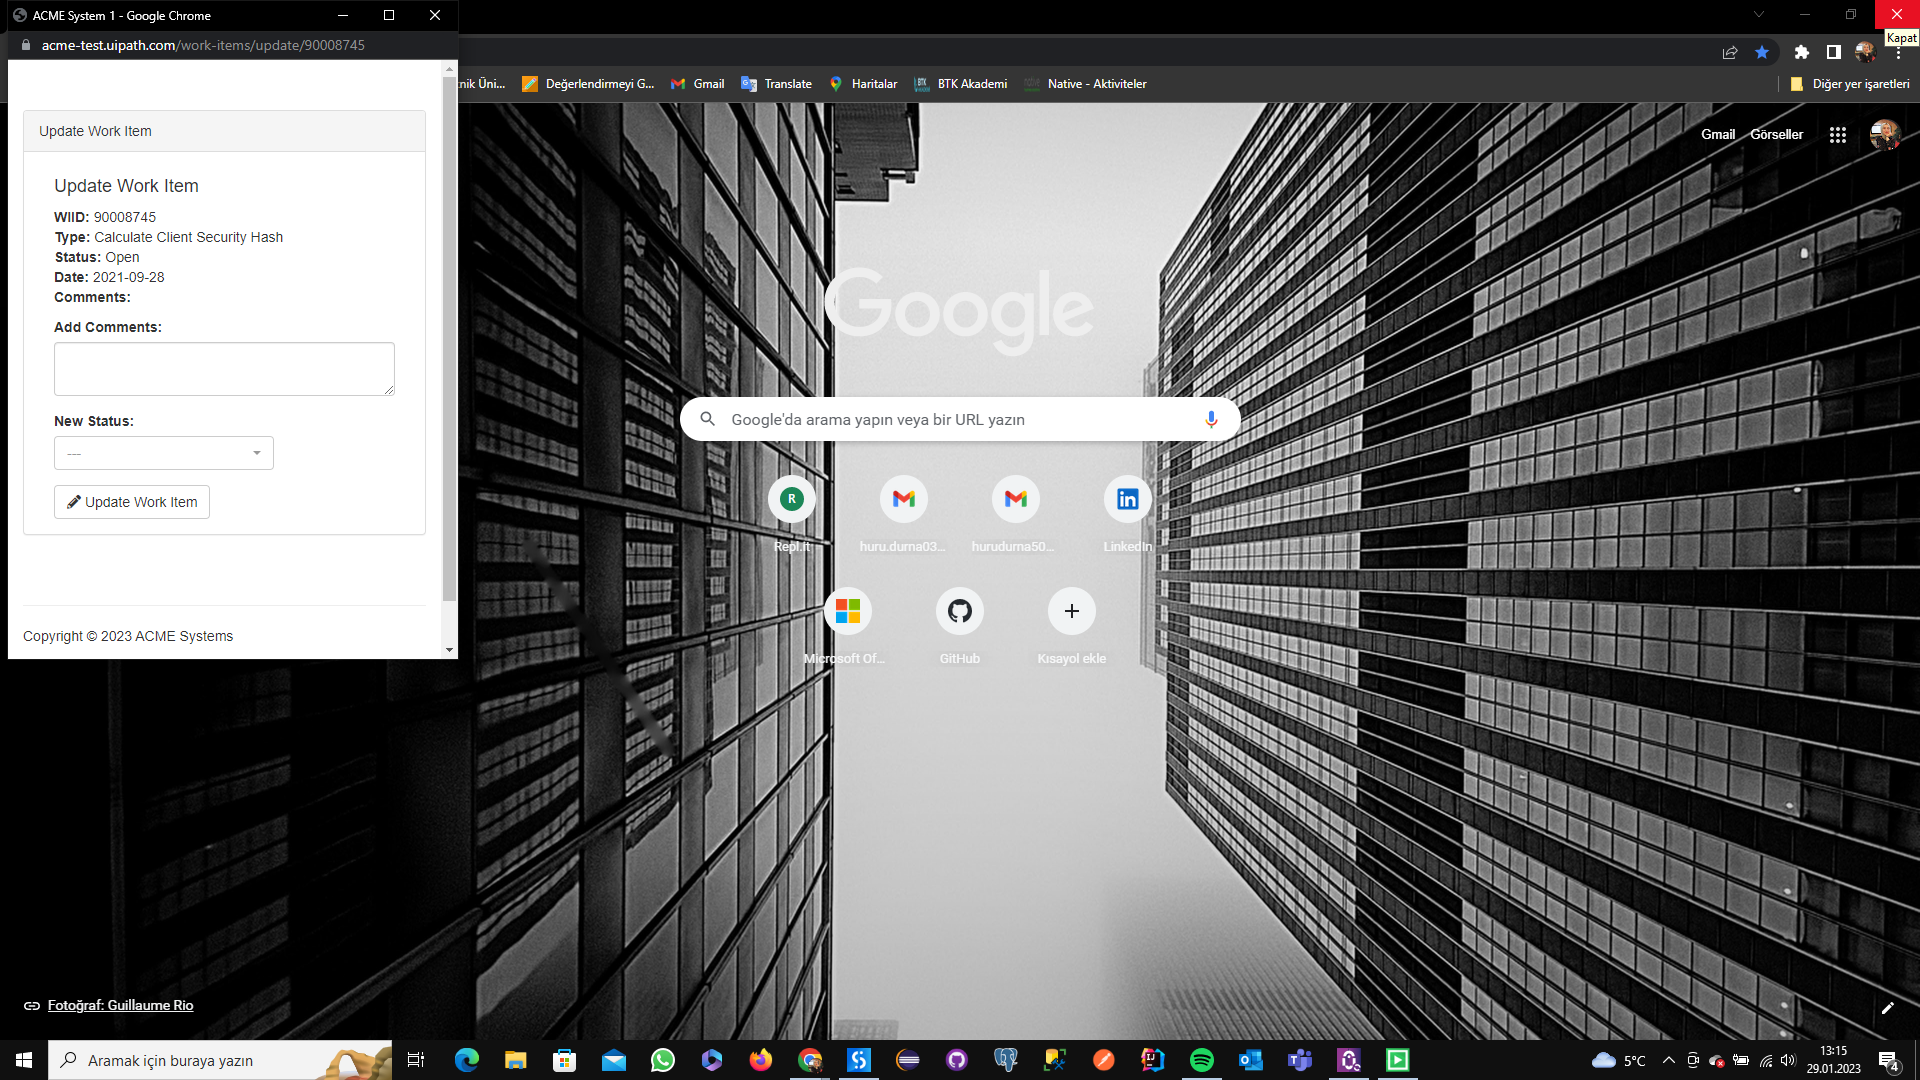 ACME System 1 - Google Chrome
acme-test.uipath.com/work-items/update/90008745
Kapat
knik Üni...
Değerlendirmeyi G...
Gmail
Translate
Haritalar
BTK Akademi
Native - Aktiviteler
Diğer yer işaretleri
Update Work Item
Update Work Item
WIID: 90008745
Type: Calculate Client Security Hash
Status: Open
Date: 2021-09-28
Comments:
Add Comments:
New Status:
---
Update Work Item
Copyright © 2023 ACME Systems
Gmail
Görseller
Google
Google'da arama yapın veya bir URL yazın
R
Repl.it
huru.durna03...
hurudurna50...
LinkedIn
Microsoft Of...
GitHub
Kısayol ekle
Fotoğraf: Guillaume Rio
Aramak için buraya yazın
5°C
13:15
29.01.2023
4